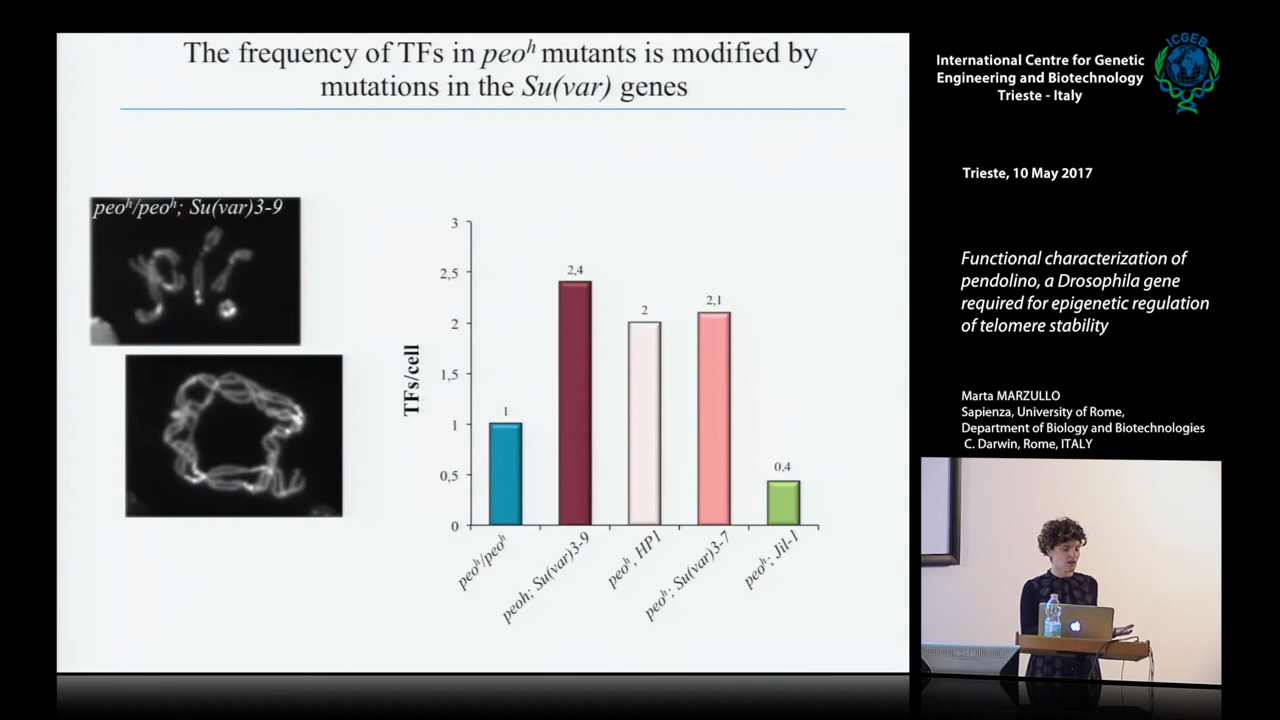 The frequency of TFs in peoʰ mutants is modified by
mutations in the Su(var) genes
peoʰ/peoʰ; Su(var)3-9
TFs/cell
3
2,5
2
1,5
1
0,5
0
1
2,4
2
2,1
0,4
peoʰ/peoʰ
peoh; Su(var)3-9
peoʰ, HP1
peoʰ; Su(var)3-7
peoʰ; Jil-1
International Centre for Genetic
Engineering and Biotechnology
Trieste - Italy
ICGEB
Trieste, 10 May 2017
Functional characterization of
pendolino, a Drosophila gene
required for epigenetic regulation
of telomere stability
Marta MARZULLO
Sapienza, University of Rome,
Department of Biology and Biotechnologies
C. Darwin, Rome, ITALY